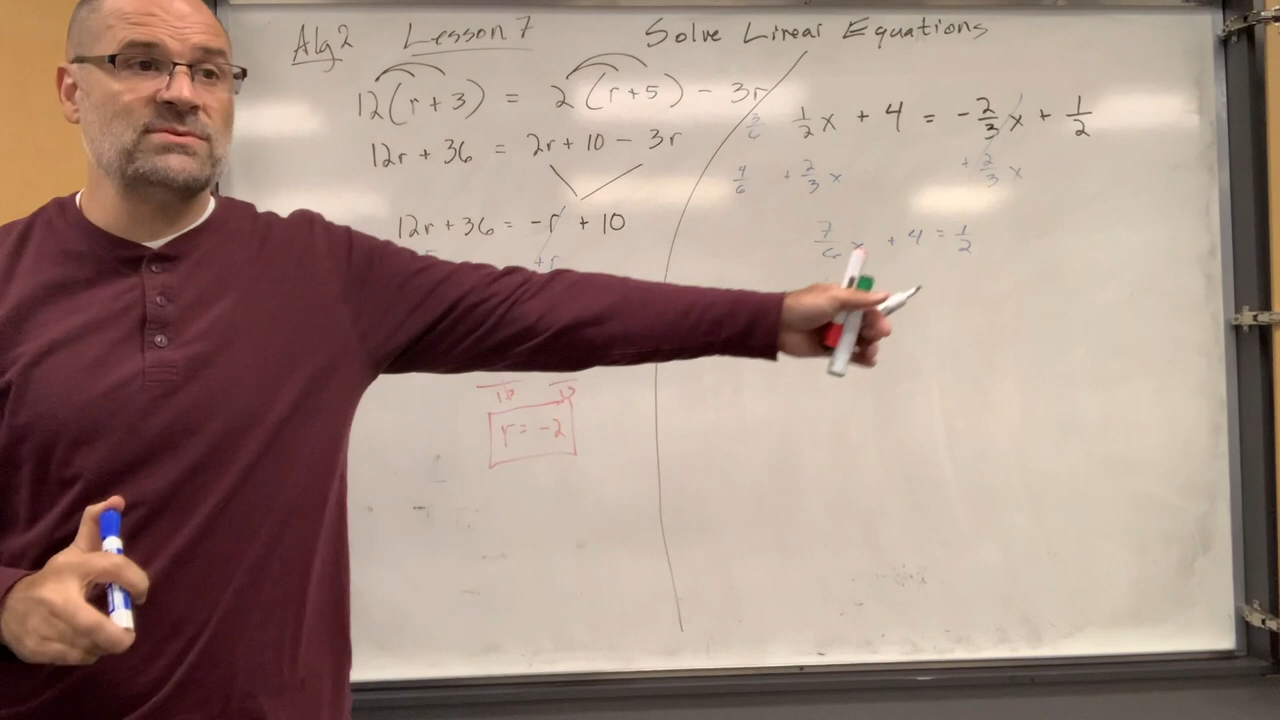 Alg2 Lesson 7 Solve Linear Equations
12(r + 3) = 2(r + 5) - 3r
12r + 36 = 2r + 10 - 3r
12r + 36 = -r + 10
+r
r = -2
3/6 1/2 x + 4 = -2/3 x + 1/2
4/6 + 2/3 x + 2/3 x
7/6 x + 4 = 1/2